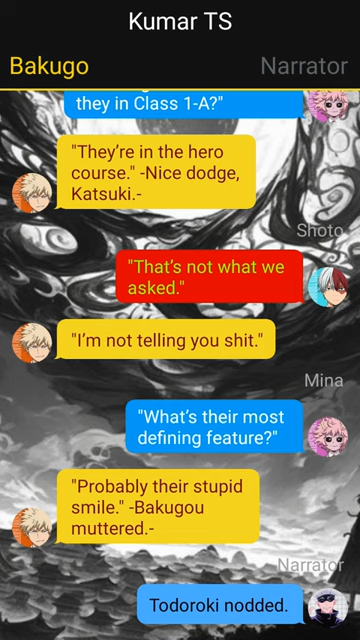 Kumar TS
Bakugo
Narrator
they in Class 1-A?"
"They're in the hero
course." -Nice dodge,
Katsuki.-
Shoto
"That's not what we
asked."
"I'm not telling you shit."
Mina
"What's their most
defining feature?"
"Probably their stupid
smile." -Bakugou
muttered.-
Narrator
Todoroki nodded.